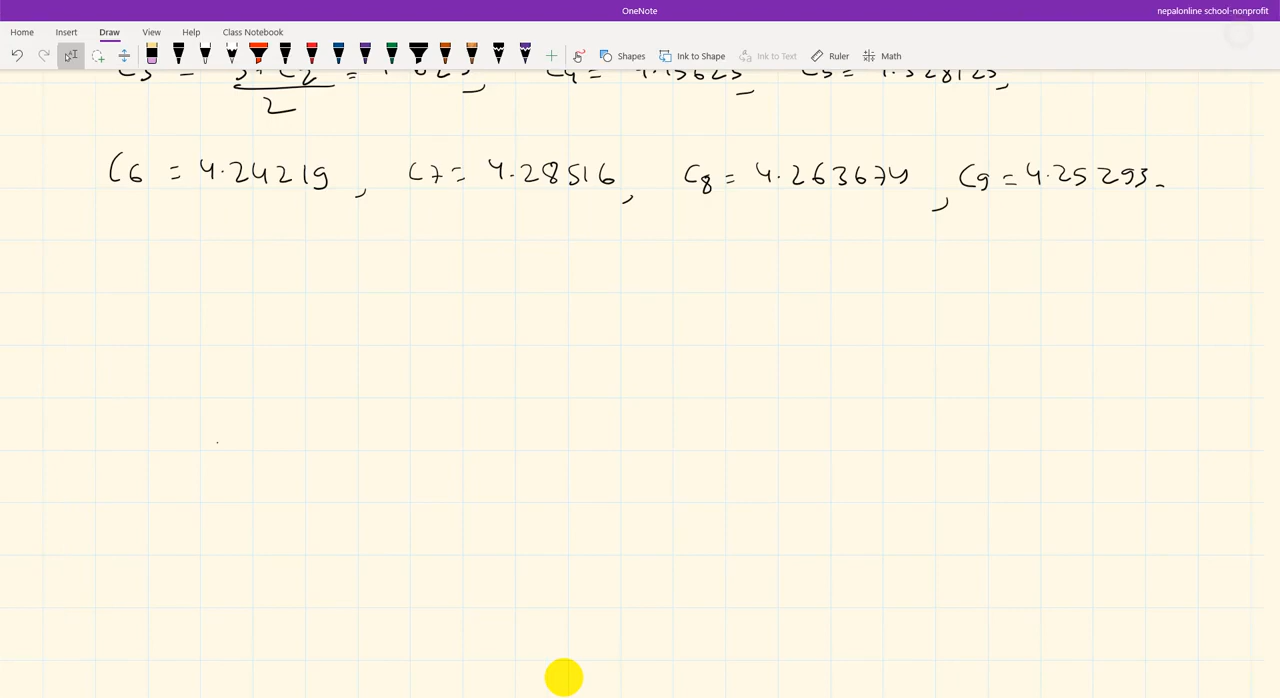 OneNote
nepalonline school-nonprofit
Home Insert Draw View Help Class Notebook
Shapes Ink to Shape Ink to Text Ruler Math
2
C6 = 4.24219, C7 = 4.28516, C8 = 4.263674, C9 = 4.25293